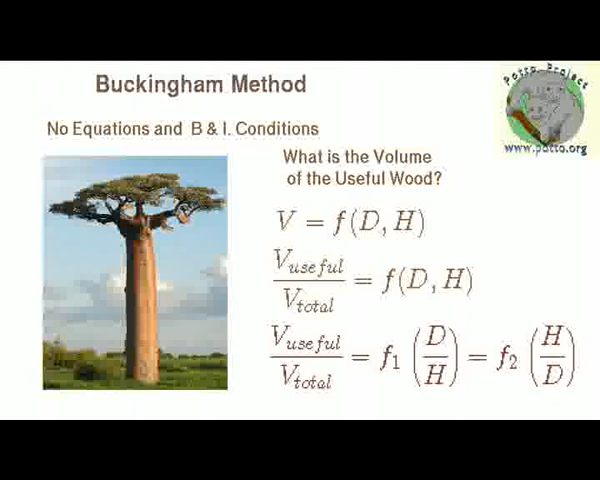 Buckingham Method
Potto Project
www.potto.org
No Equations and B & I. Conditions
What is the Volume
of the Useful Wood?
V = f(D, H)
V_useful / V_total = f(D, H)
V_useful / V_total = f_1 (D / H) = f_2 (H / D)